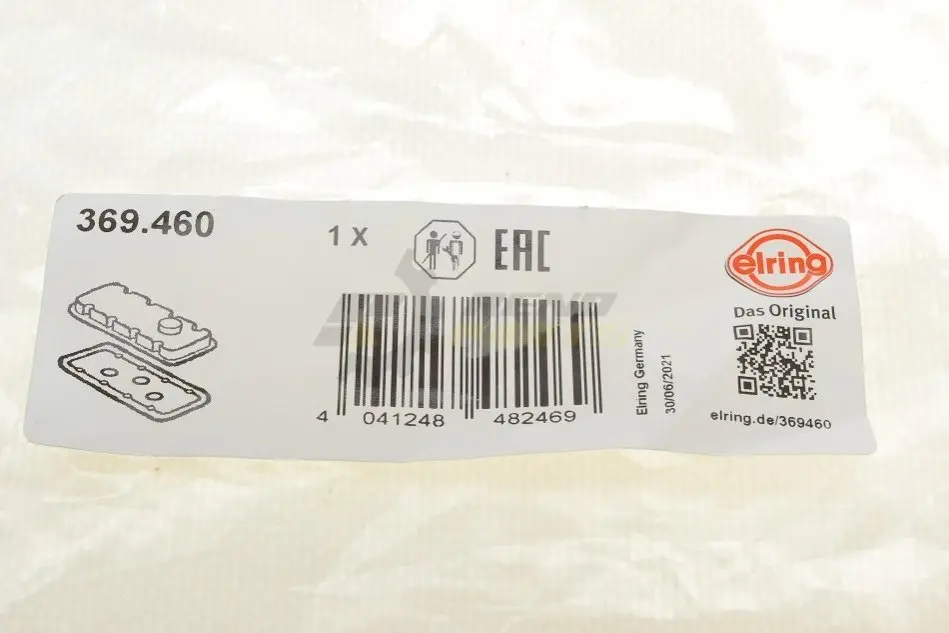 369.460
1 X
EAC
elring
Das Original
4 041248 482469
Elring Germany
30/06/2021
elring.de/369460